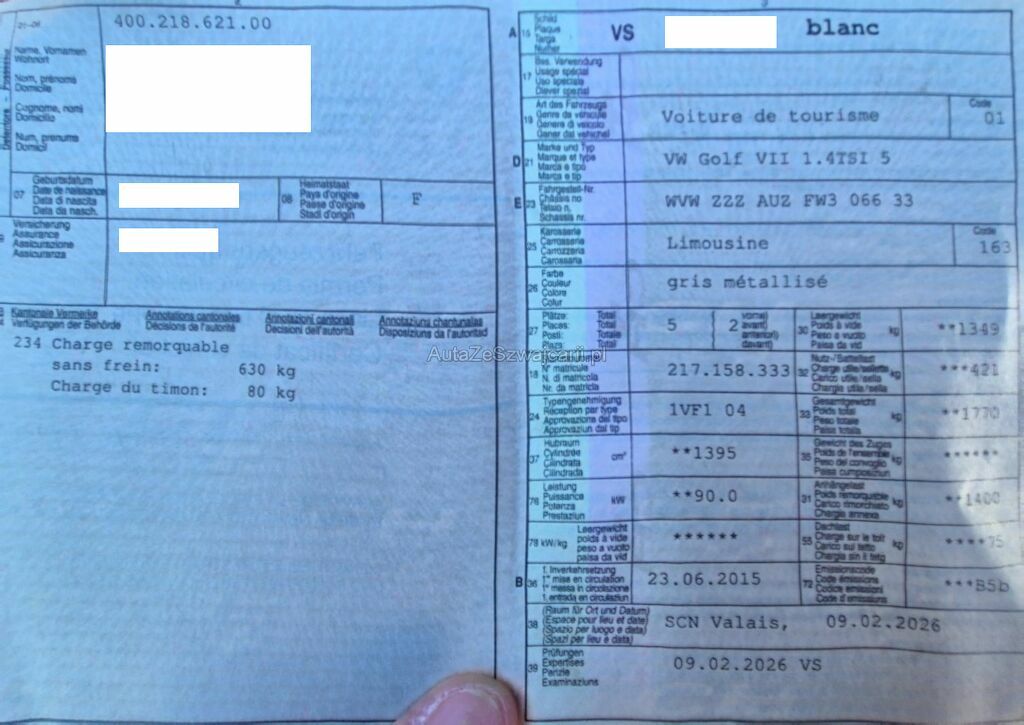 21-06
400.218.621.00
Name, Vornamen
Wohnort
Nom, prénoms
Domicile
Cognome, nomi
Domicilio
Num, prenums
Domicil
07 Geburtsdatum
Date de naissance
Data di nascita
Data da nasch.
08 Heimatstaat
Pays d'origine
Paese d'origine
Stadi d'origin
F
Versicherung
Assurance
Assicurazione
Assicuranza
Kantonale Vermerke
Verfügungen der Behörde
Annotations cantonales
Décisions de l'autorité
Annotazioni cantonali
Decisioni dell'autorità
Annotaziuns chantunalas
Disposiziuns da l'autoritad
234 Charge remorquable
sans frein: 630 kg
Charge du timon: 80 kg
A 15 Schild
Plaque
Targa
Numer
VS blanc
17 Bes. Verwendung
Usage spécial
Uso speciale
Diever spezial
19 Art des Fahrzeugs
Genre de véhicule
Genere di veicolo
Gener dal vehichel
Voiture de tourisme
Code
01
D 21 Marke und Typ
Marque et type
Marca e tipo
Marca e tip
VW Golf VII 1.4TSI 5
E 23 Fahrgestell-Nr.
Châssis no
Telaio n.
Schassis nr.
WVW ZZZ AUZ FW3 066 33
25 Karosserie
Carrosserie
Carrozzeria
Carossaria
Limousine
Code
163
26 Farbe
Couleur
Colore
Colur
gris métallisé
27 Plätze: Total
Places: Total
Posti: Totale
Plazs: Total
5
2
vorne)
avant)
anteriori)
davant)
30 Leergewicht
Poids à vide
Peso a vuoto
Paisa da vid
kg
**1349
18
N° matricule
N. di matricola
Nr. da matricla
217.158.333
32 Nutz-/Sattellast
Charge utile/sellette
Carico utile/sella
Chargia utila/sella
kg
***421
24 Typengenehmigung
Réception par type
Approvazione del tipo
Approvaziun dal tip
1VF1 04
33 Gesamtgewicht
Poids total
Peso totale
Paisa totala
kg
**1770
37 Hubraum
Cylindrée
Cilindrata
Cilindrada
cm³
**1395
35 Gewicht des Zuges
Poids de l'ensemble
Peso del convoglio
Paisa cumposiziun
kg
******
76 Leistung
Puissance
Potenza
Prestaziun
kW
**90.0
31 Anhängelast
Poids remorquable
Carico rimorchiato
Chargia annexa
kg
**1400
78 kW/kg Leergewicht
poids à vide
peso a vuoto
paisa da vid
******
55 Dachlast
Charge sur le toit
Carico sul tetto
Chargia sin il tetg
kg
****75
B 36 1. Inverkehrsetzung
1re mise en circulation
1a messa in circolazione
1. entrada en circulaziun
23.06.2015
72 Emissionscode
Code émissions
Codice emissioni
Code d'emissiuns
***B5b
38 (Raum für Ort und Datum)
(Espace pour lieu et date)
(Spazio per luogo e data)
(Spazi per lieu e data)
SCN Valais, 09.02.2026
39 Prüfungen
Expertises
Perizie
Examinaziuns
09.02.2026 VS
AutaZeSzwajcarii.pl